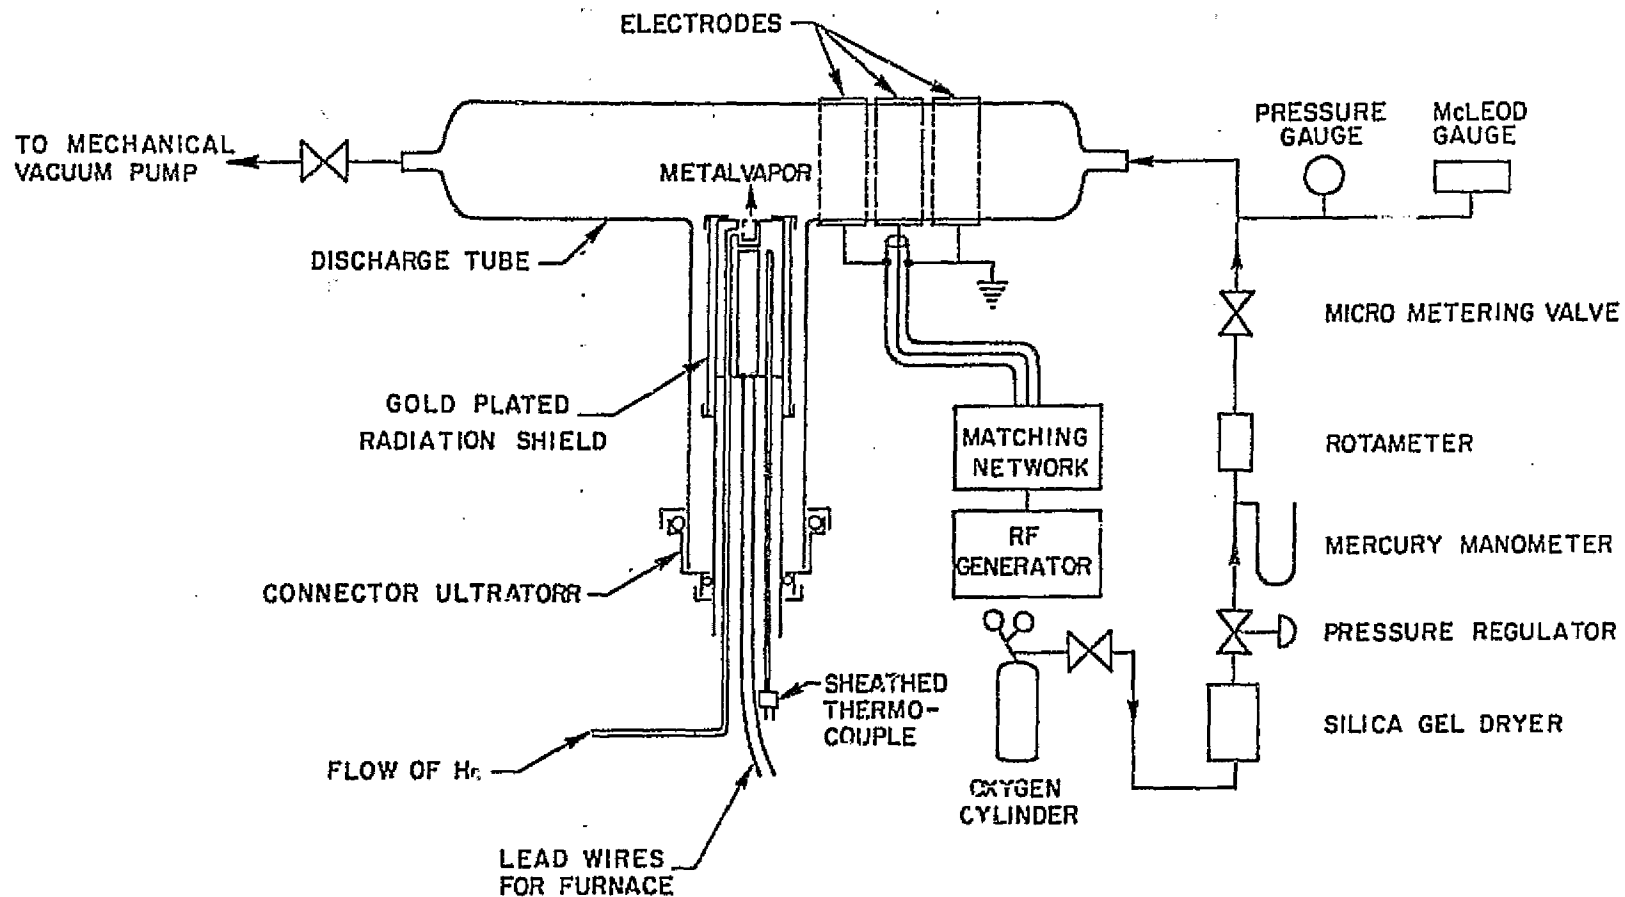 ELECTRODES
TO MECHANICAL
VACUUM PUMP
METAL VAPOR
PRESSURE
GAUGE
McLEOD
GAUGE
DISCHARGE TUBE
MICRO METERING VALVE
GOLD PLATED
RADIATION SHIELD
MATCHING
NETWORK
ROTAMETER
RF
GENERATOR
MERCURY MANOMETER
CONNECTOR ULTRATORR
PRESSURE REGULATOR
SHEATHED
THERMO-
COUPLE
SILICA GEL DRYER
FLOW OF
OXYGEN
CYLINDER
LEAD WIRES
FOR FURNACE